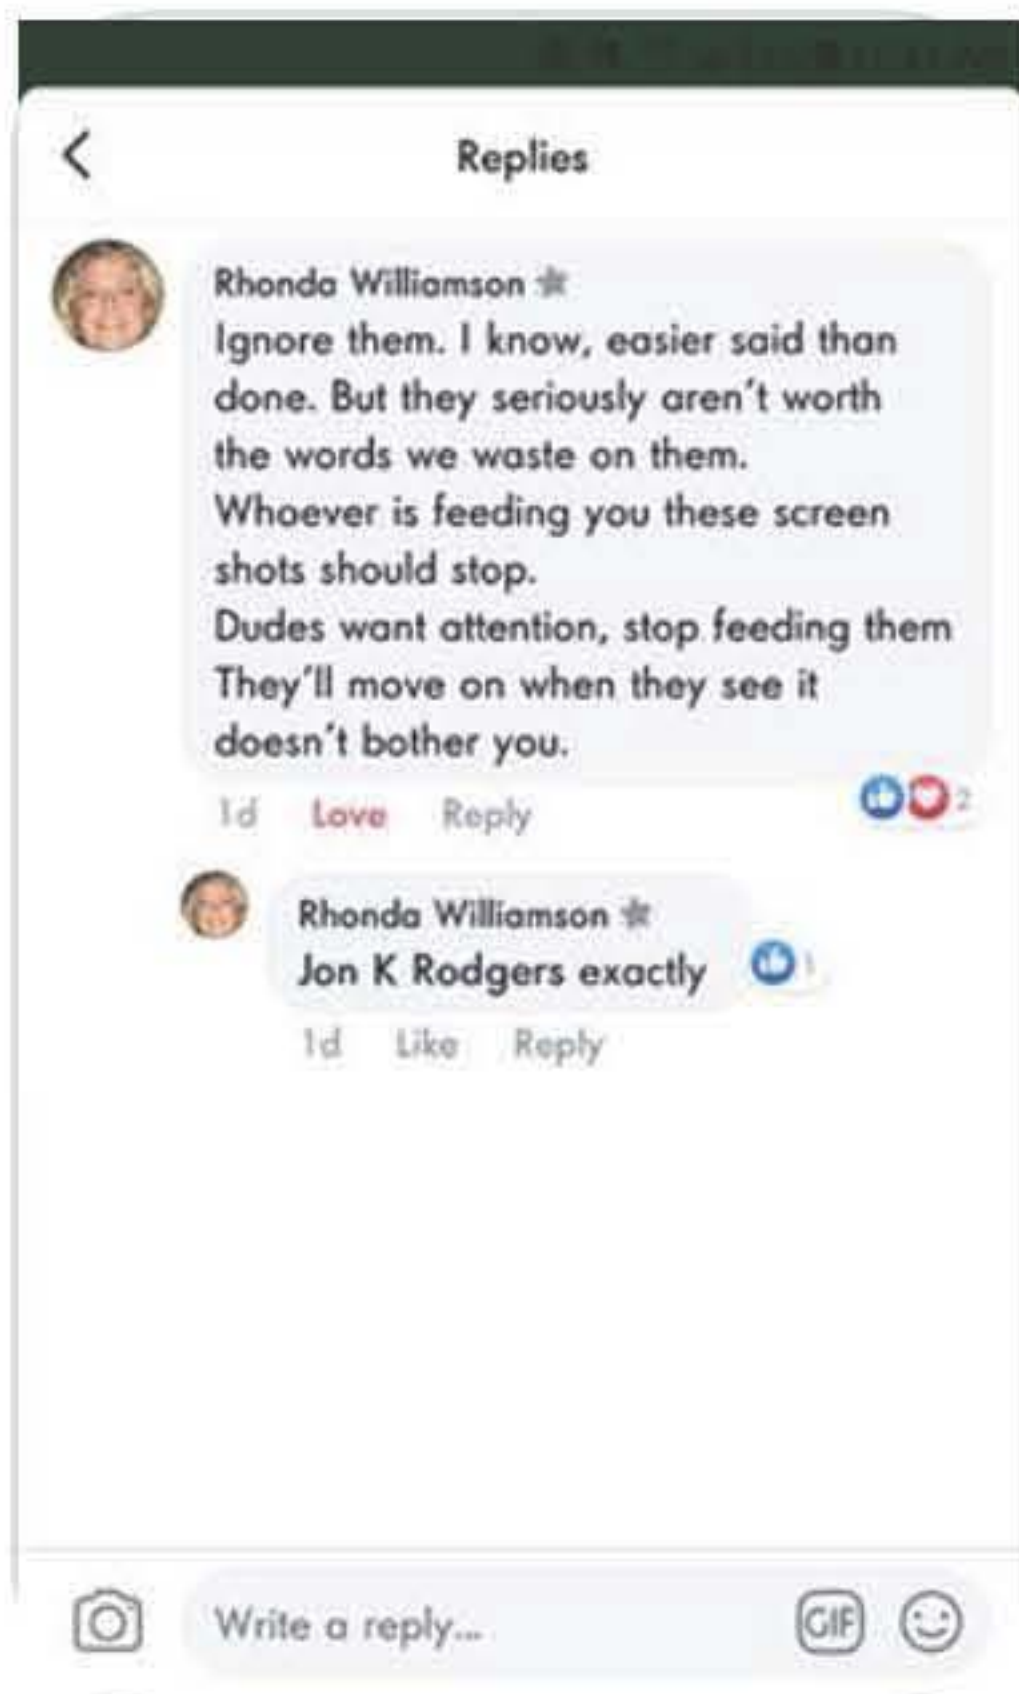 Replies
Rhonda Williamson
Ignore them. I know, easier said than
done. But they seriously aren't worth
the words we waste on them.
Whoever is feeding you these screen
shots should stop.
Dudes want attention, stop feeding them
They'll move on when they see it
doesn't bother you.
1d Love Reply 2
Rhonda Williamson
Jon K Rodgers exactly 1
1d Like Reply
Write a reply...
GIF